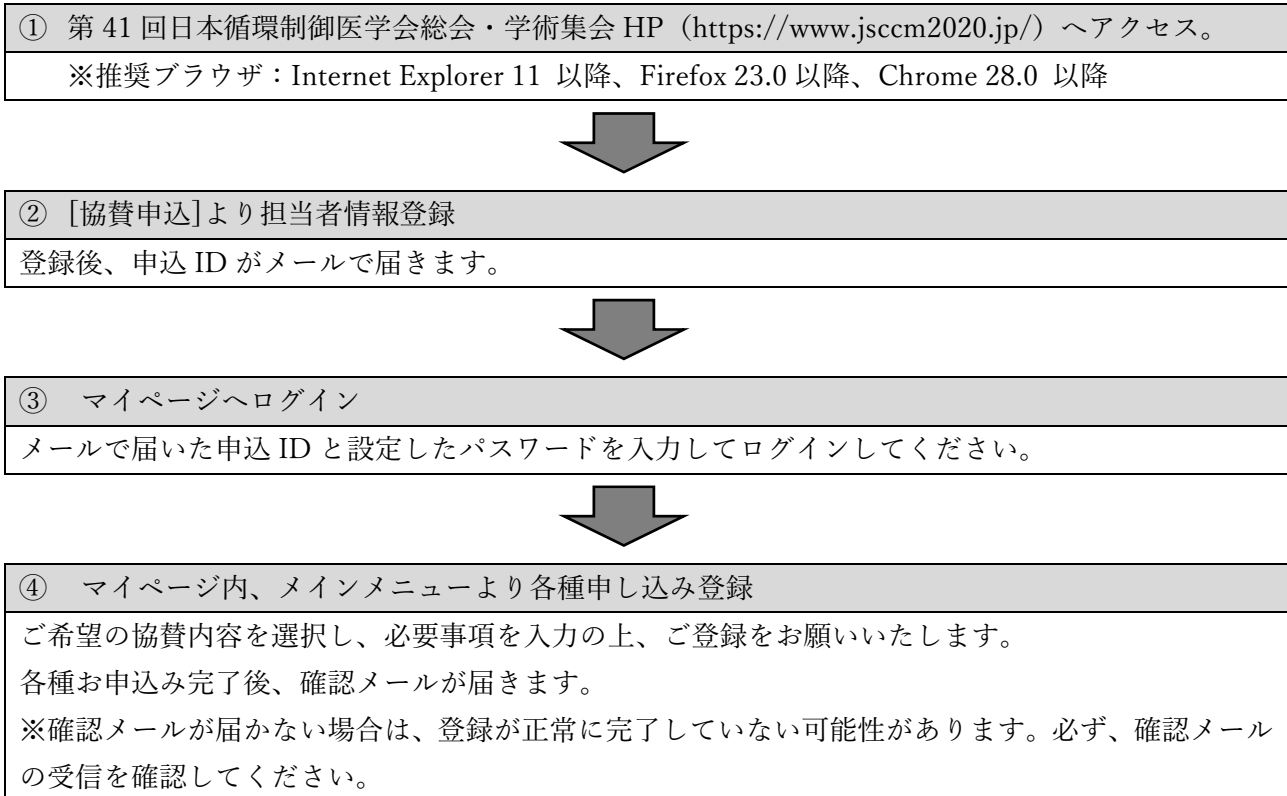 ① 第 41 回日本循環制御医学会総会・学術集会 HP（https://www.jsccm2020.jp/）へアクセス。
※推奨ブラウザ：Internet Explorer 11 以降、Firefox 23.0 以降、Chrome 28.0 以降
② [協賛申込]より担当者情報登録
登録後、申込 ID がメールで届きます。
③ マイページへログイン
メールで届いた申込 ID と設定したパスワードを入力してログインしてください。
④ マイページ内、メインメニューより各種申し込み登録
ご希望の協賛内容を選択し、必要事項を入力の上、ご登録をお願いいたします。
各種お申込み完了後、確認メールが届きます。
※確認メールが届かない場合は、登録が正常に完了していない可能性があります。必ず、確認メール
の受信を確認してください。